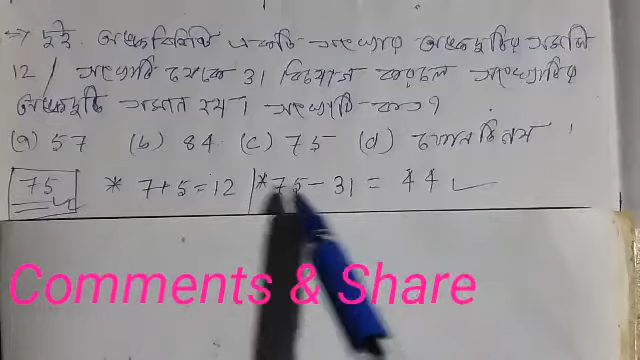 → দুই অঙ্কবিশিষ্ট একটি সংখ্যার অঙ্কদুটির সমষ্টি
12 / সংখ্যাটি থেকে 31 বিয়োগ করলে সংখ্যাটির
অঙ্কদুটি সমান হয়। সংখ্যাটি কত?
(a) 57 (b) 84 (c) 75 (d) কোনটি নয়।
75 * 7+5=12 * 75-31 = 44
Comments & Share